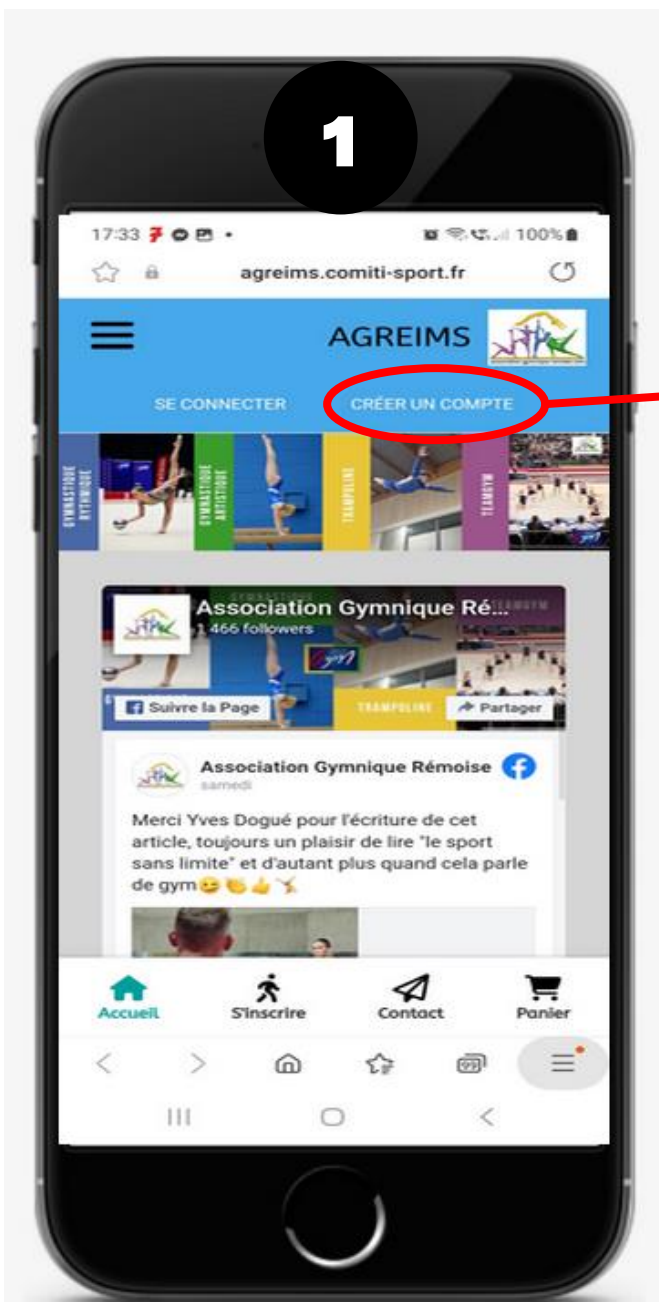 1
17:33
100%
agreims.comiti-sport.fr
AGREIMS
SE CONNECTER
CRÉER UN COMPTE
GYMNASTIQUE
RYTHMIQUE
GYMNASTIQUE
ARTISTIQUE
TRAMPOLINE
TEAMGYM
Association Gymnique Ré...
1 466 followers
Gym
Suivre la Page
TRAMPOLINE
Partager
Association Gymnique Rémoise
samedi
Merci Yves Dogué pour l'écriture de cet
article, toujours un plaisir de lire "le sport
sans limite" et d'autant plus quand cela parle
de gym
Accueil
S'inscrire
Contact
Panier
99